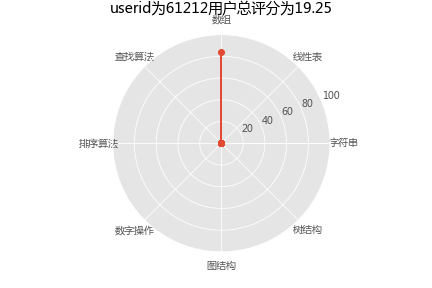 userid为61212用户总评分为19.25
数组
查找算法
线性表
100
80
60
40
20
排序算法
字符串
数字操作
树结构
图结构